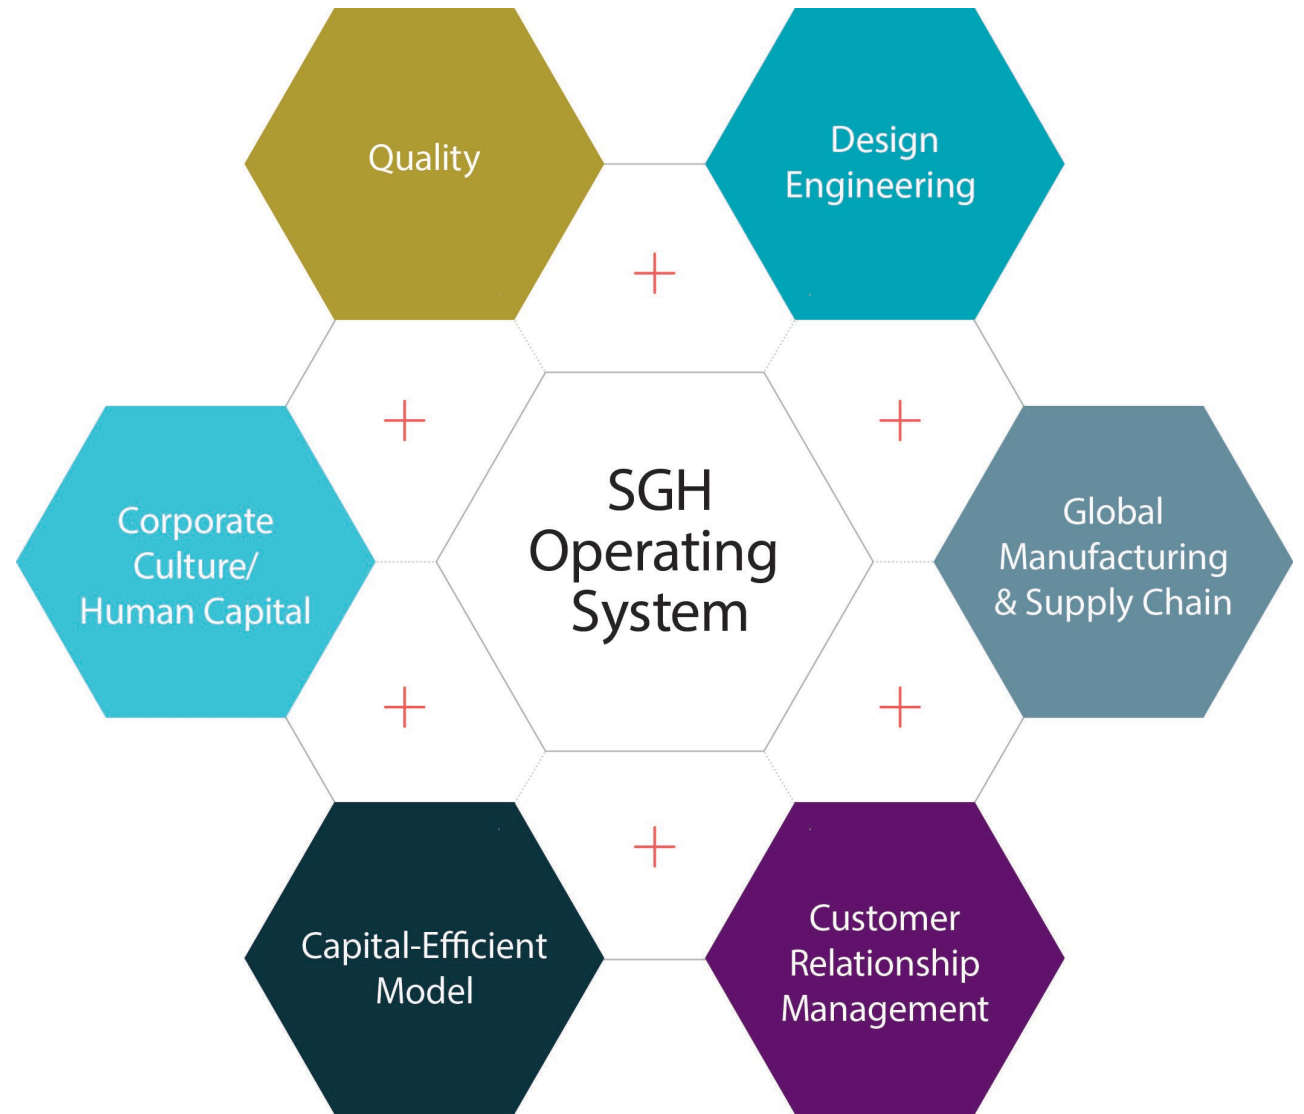 Quality
Design
Engineering
Corporate
Culture/
Human Capital
SGH
Operating
System
Global
Manufacturing
& Supply Chain
Capital-Efficient
Model
Customer
Relationship
Management